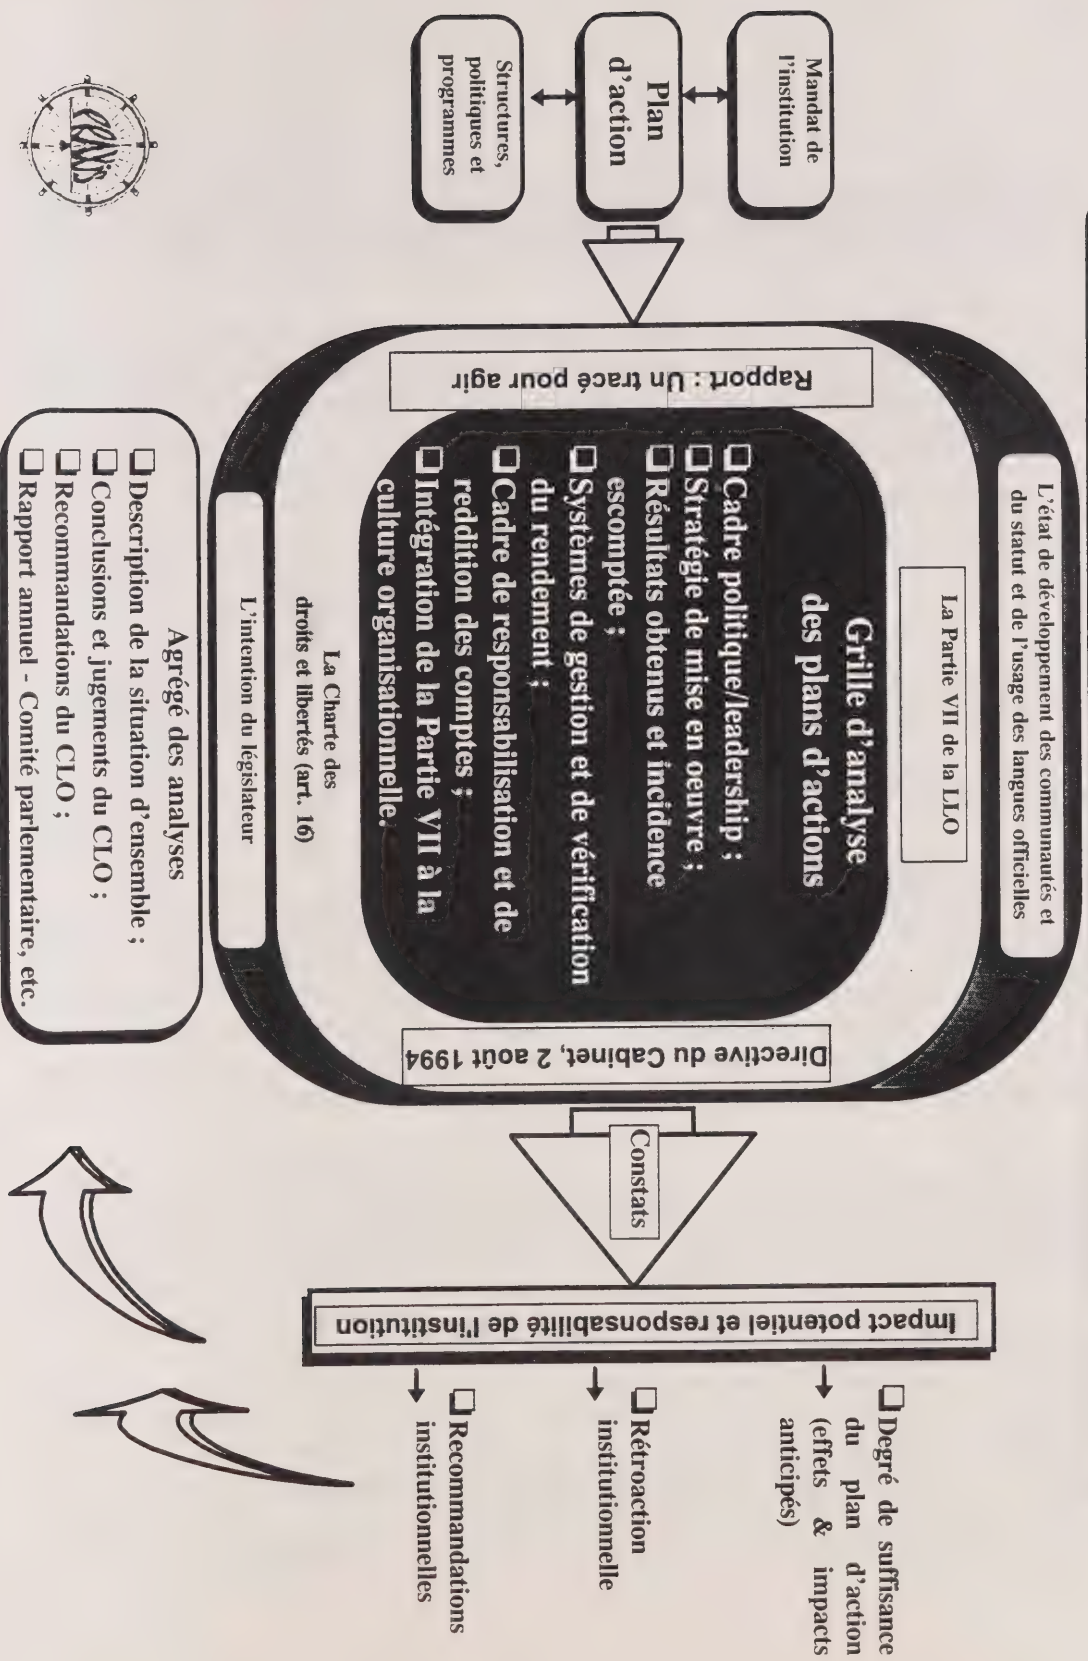 Mandat de
l'institution
Plan
d'action
Structures,
politiques et
programmes
L'état de développement des communautés et
du statut et de l'usage des langues officielles
La Partie VII de la LLO
Rapport : Un tracé pour agir
Grille d'analyse
des plans d'actions
❑ Cadre politique/leadership ;
❑ Stratégie de mise en oeuvre ;
❑ Résultats obtenus et incidence
escomptée ;
❑ Systèmes de gestion et de vérification
du rendement ;
❑ Cadre de responsabilisation et de
reddition des comptes ;
❑ Intégration de la Partie VII à la
culture organisationnelle.
Directive du Cabinet, 2 août 1994
La Charte des
droits et libertés (art. 16)
L'intention du législateur
Constats
Impact potentiel et responsabilité de l'institution
❑ Degré de suffisance
du plan d'action
(effets & impacts
anticipés)
❑ Rétroaction
institutionnelle
❑ Recommandations
institutionnelles
Agrégé des analyses
❑ Description de la situation d'ensemble ;
❑ Conclusions et jugements du CLO ;
❑ Recommandations du CLO ;
❑ Rapport annuel - Comité parlementaire, etc.